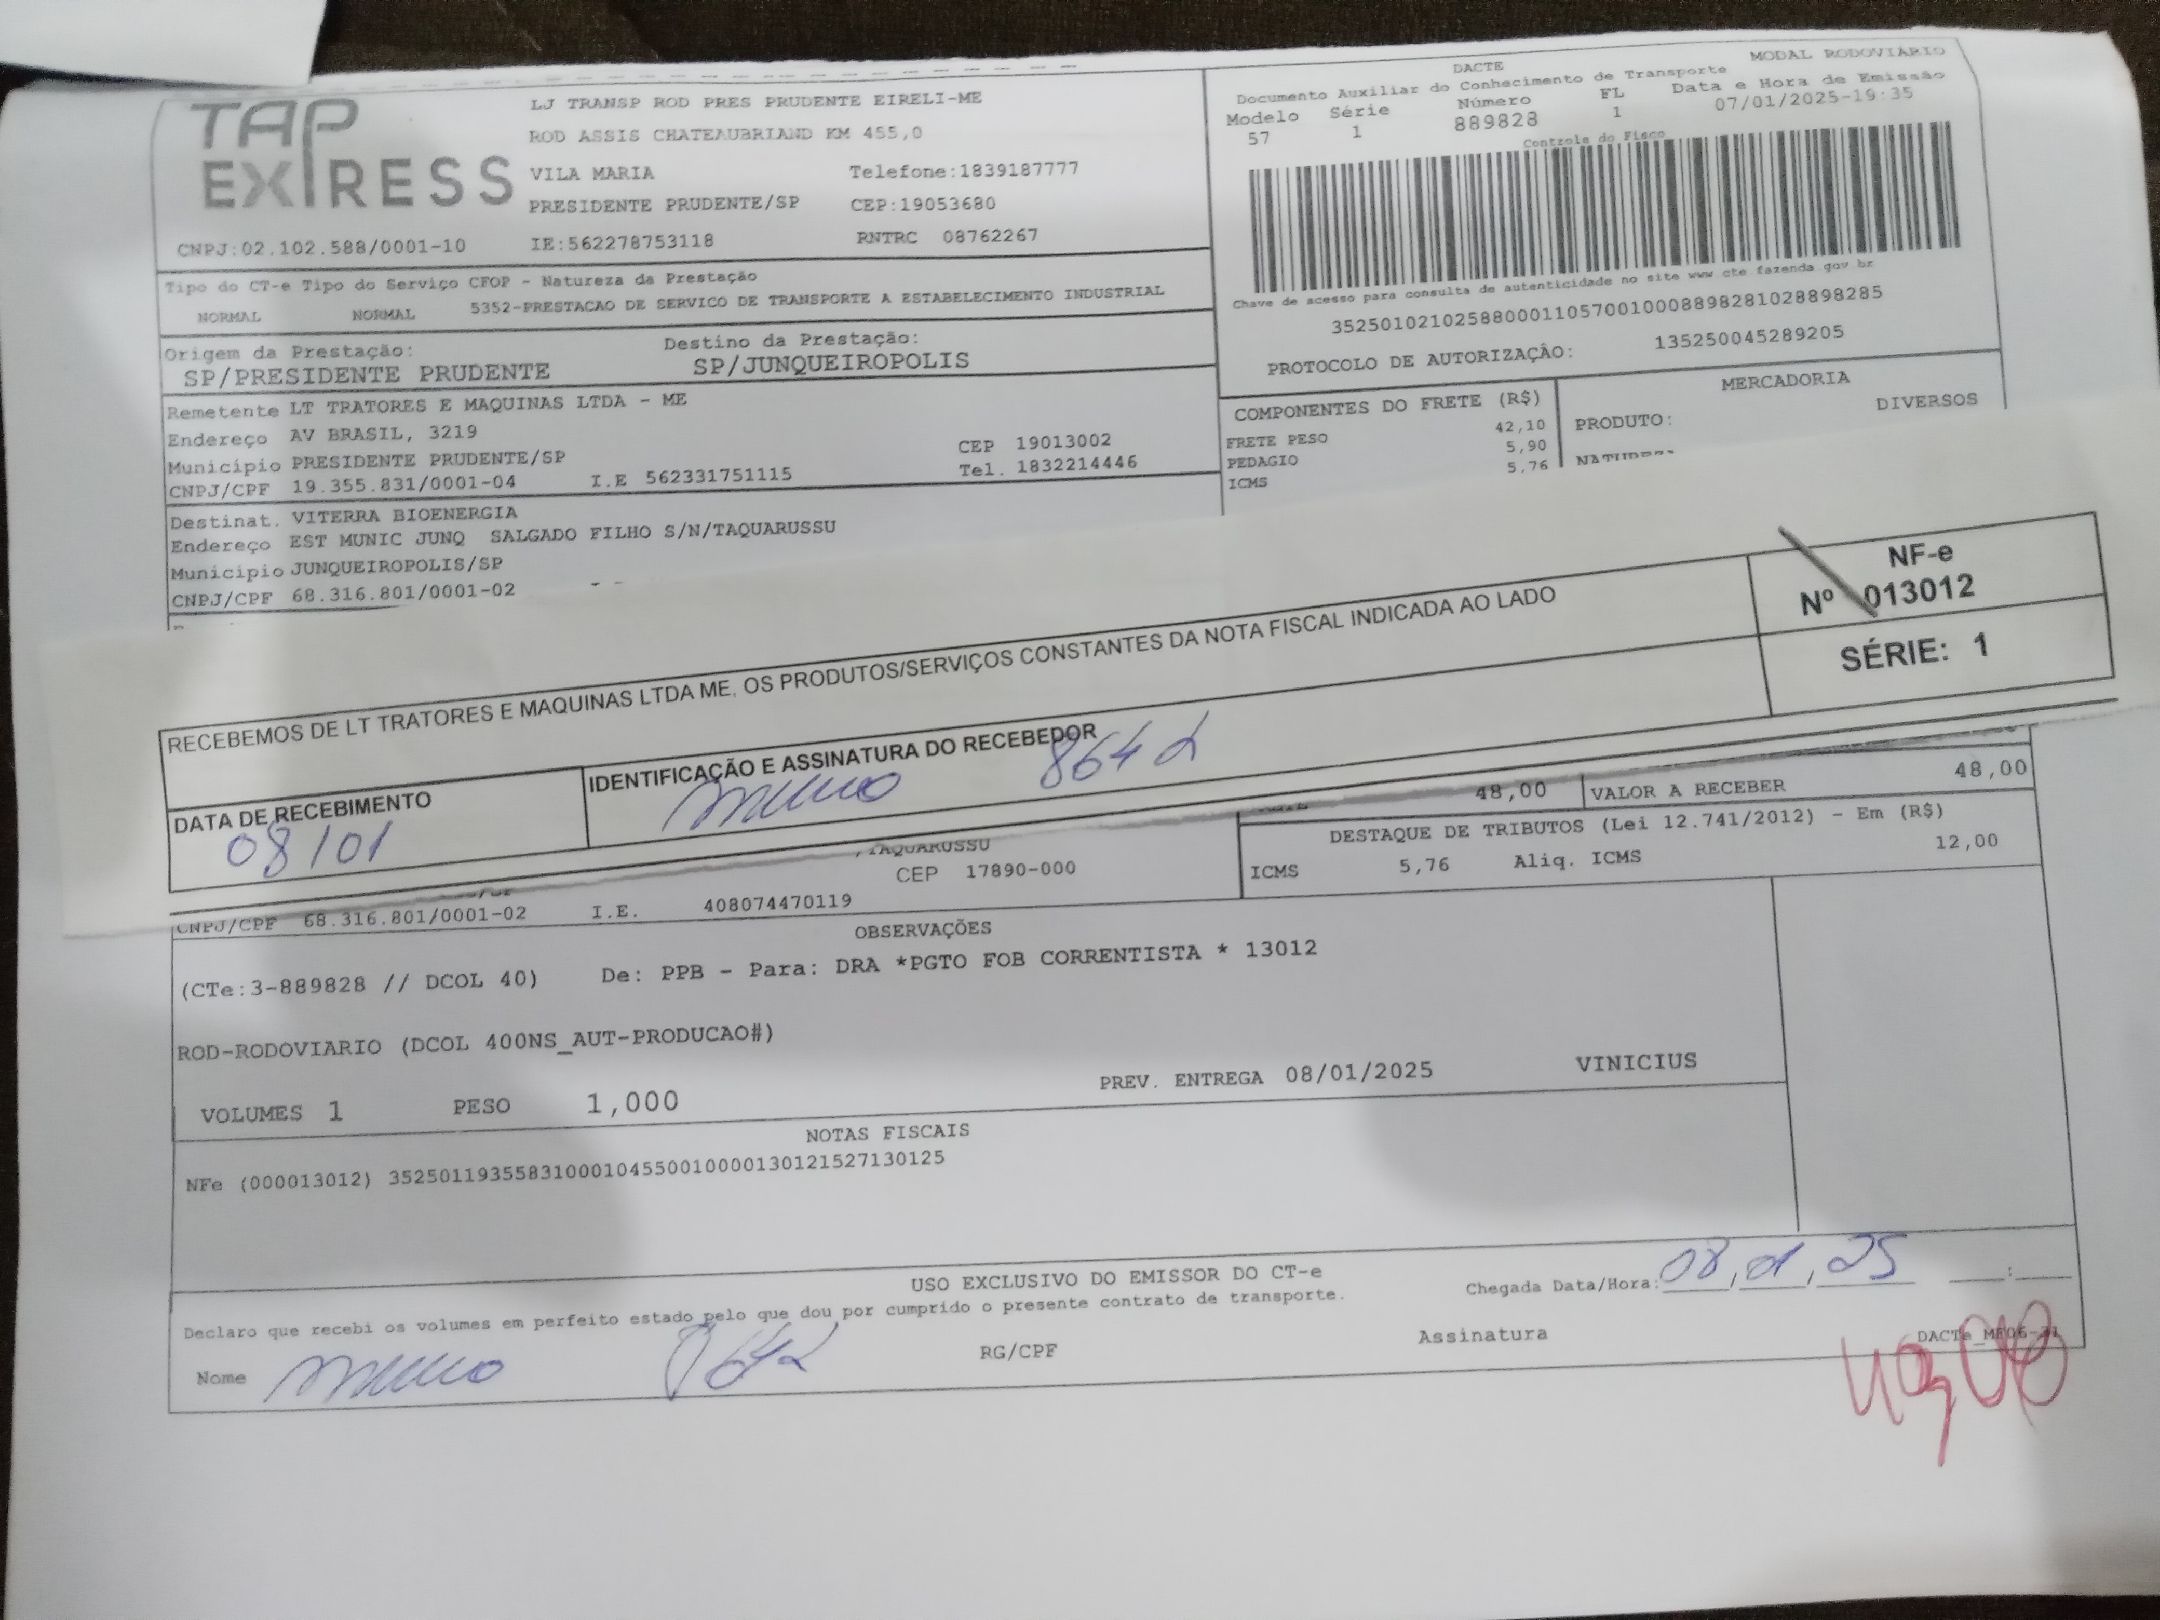 TAP EXPRESS
LJ TRANSP ROD PRES PRUDENTE EIRELI-ME
ROD ASSIS CHATEAUBRIAND KM 455,0
VILA MARIA Telefone:1839187777
PRESIDENTE PRUDENTE/SP CEP:19053680
CNPJ:02.102.588/0001-10 IE:562278753118 RNTRC 08762267
DACTE MODAL RODOVIÁRIO
Documento Auxiliar do Conhecimento de Transporte Data e Hora de Emissão
Modelo Série Número FL
57 1 889828 1 07/01/2025-19:35
Controle do Fisco
Chave de acesso para consulta de autenticidade no site www cte fazenda.gov br
35250102102588000110570010008898281028898285
PROTOCOLO DE AUTORIZAÇÃO: 135250045289205
Tipo do CT-e Tipo do Serviço CFOP - Natureza da Prestação
NORMAL NORMAL 5352-PRESTACAO DE SERVICO DE TRANSPORTE A ESTABELECIMENTO INDUSTRIAL
Origem da Prestação: Destino da Prestação:
SP/PRESIDENTE PRUDENTE SP/JUNQUEIROPOLIS
Remetente LT TRATORES E MAQUINAS LTDA - ME
Endereço AV BRASIL, 3219
Município PRESIDENTE PRUDENTE/SP CEP 19013002
CNPJ/CPF 19.355.831/0001-04 I.E 562331751115 Tel. 1832214446
COMPONENTES DO FRETE (R$)
FRETE PESO 42,10
PEDAGIO 5,90
ICMS 5,76
MERCADORIA
PRODUTO: DIVERSOS
Destinat. VITERRA BIOENERGIA
Endereço EST MUNIC JUNQ SALGADO FILHO S/N/TAQUARUSSU
Município JUNQUEIROPOLIS/SP
CNPJ/CPF 68.316.801/0001-02
RECEBEMOS DE LT TRATORES E MAQUINAS LTDA ME, OS PRODUTOS/SERVIÇOS CONSTANTES DA NOTA FISCAL INDICADA AO LADO
NF-e
Nº 013012
SÉRIE: 1
DATA DE RECEBIMENTO
08/01
IDENTIFICAÇÃO E ASSINATURA DO RECEBEDOR
48,00 VALOR A RECEBER 48,00
DESTAQUE DE TRIBUTOS (Lei 12.741/2012) - Em (R$)
ICMS 5,76 Aliq. ICMS 12,00
, TAQUARUSSU
CEP 17890-000
CNPJ/CPF 68.316.801/0001-02 I.E. 408074470119
OBSERVAÇÕES
(CTe:3-889828 // DCOL 40) De: PPB - Para: DRA *PGTO FOB CORRENTISTA * 13012
ROD-RODOVIARIO (DCOL 400NS_AUT-PRODUCAO#)
VOLUMES 1 PESO 1,000 PREV. ENTREGA 08/01/2025 VINICIUS
NOTAS FISCAIS
NFe (000013012) 35250119355831000104550010000130121527130125
USO EXCLUSIVO DO EMISSOR DO CT-e
Declaro que recebi os volumes em perfeito estado pelo que dou por cumprido o presente contrato de transporte.
Chegada Data/Hora:
Nome RG/CPF Assinatura